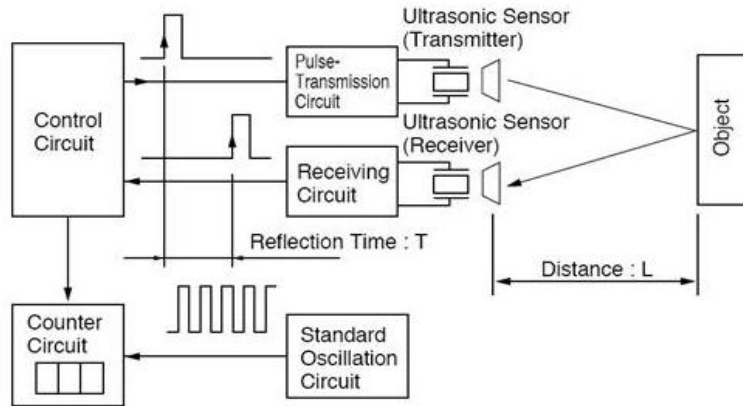 Ultrasonic Sensor
(Transmitter)
Pulse-
Transmission
Circuit
Control
Circuit
Ultrasonic Sensor
(Receiver)
Receiving
Circuit
Object
Reflection Time : T
Distance : L
Counter
Circuit
Standard
Oscillation
Circuit